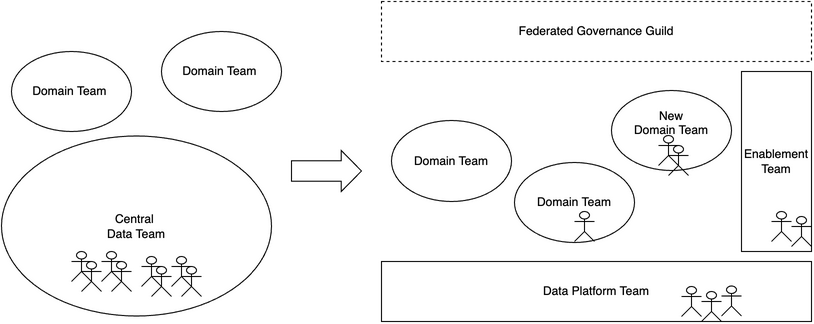 Domain Team
Domain Team
Central
Data Team
Federated Governance Guild
New
Domain Team
Domain Team
Domain Team
Enablement
Team
Data Platform Team